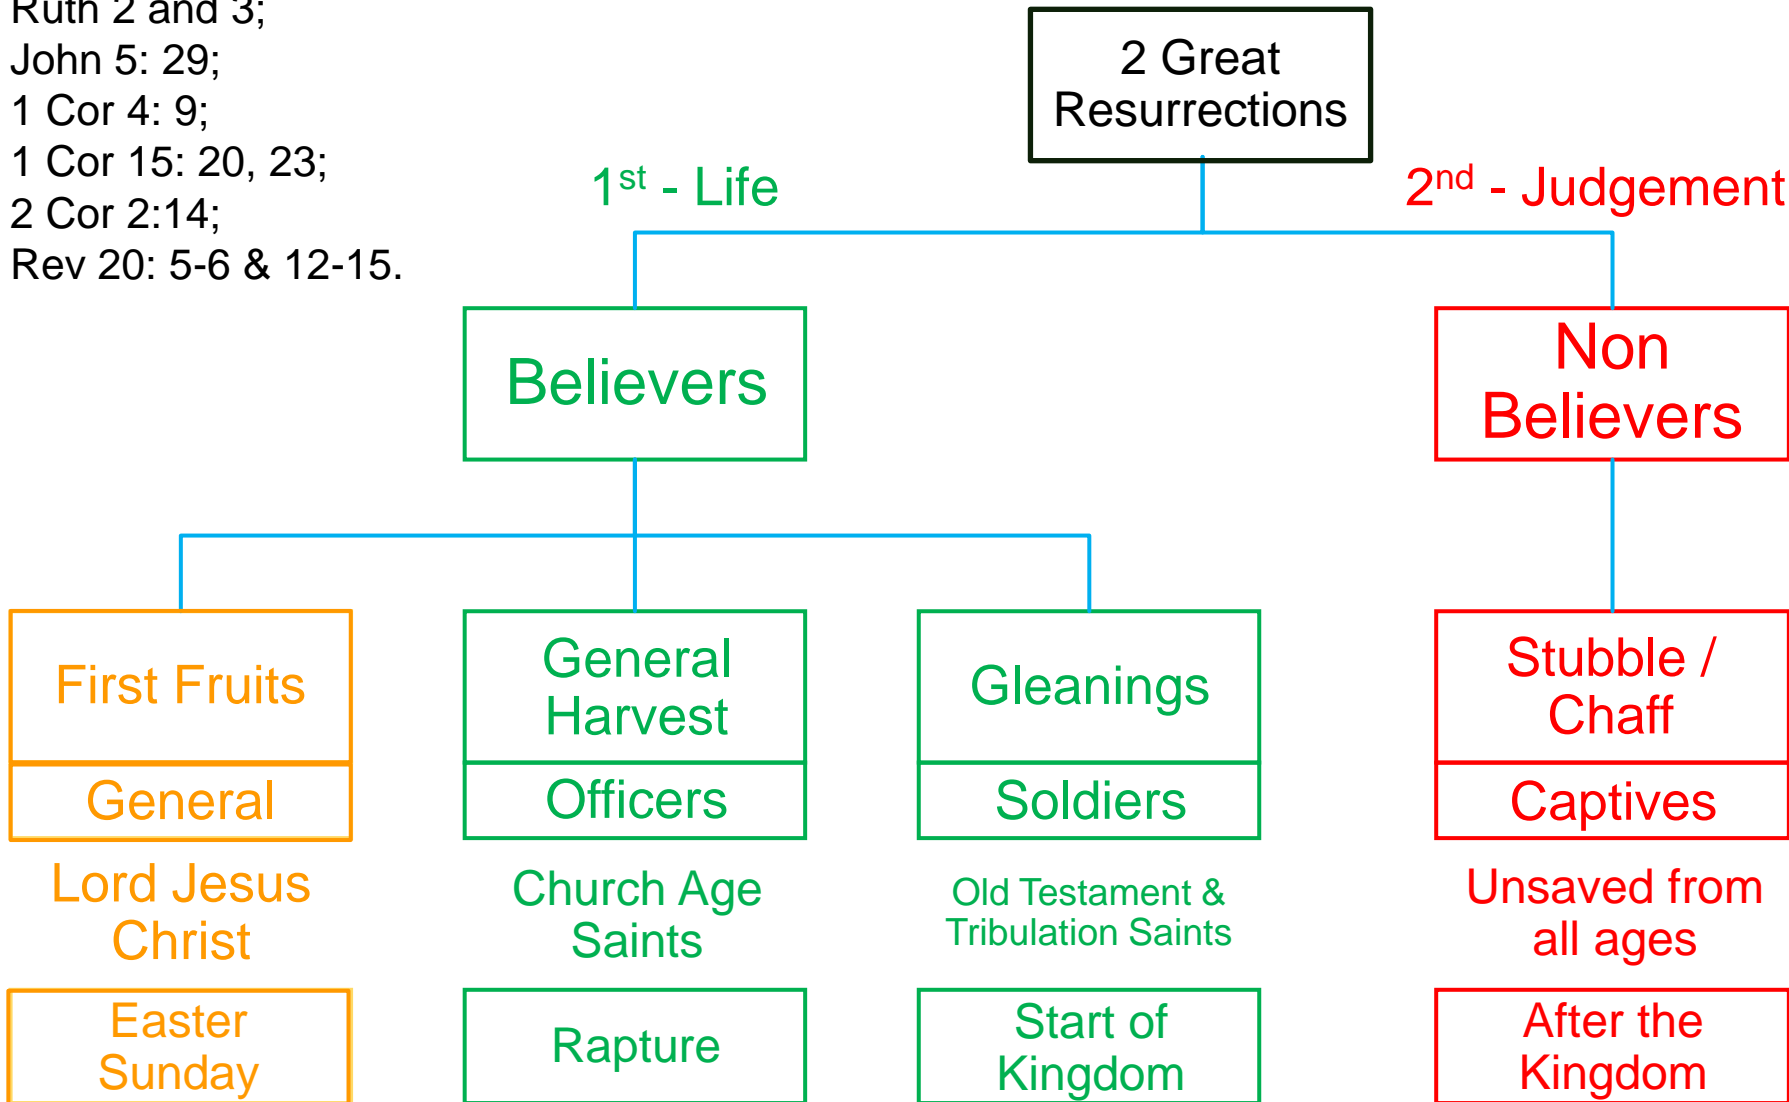 Ruth 2 and 3;
John 5: 29;
1 Cor 4: 9;
1 Cor 15: 20, 23;
2 Cor 2:14;
Rev 20: 5-6 & 12-15.
2 Great
Resurrections
1st - Life
2nd - Judgement
Believers
Non
Believers
First Fruits
General
Lord Jesus
Christ
Easter
Sunday
General
Harvest
Officers
Church Age
Saints
Rapture
Gleanings
Soldiers
Old Testament &
Tribulation Saints
Start of
Kingdom
Stubble /
Chaff
Captives
Unsaved from
all ages
After the
Kingdom